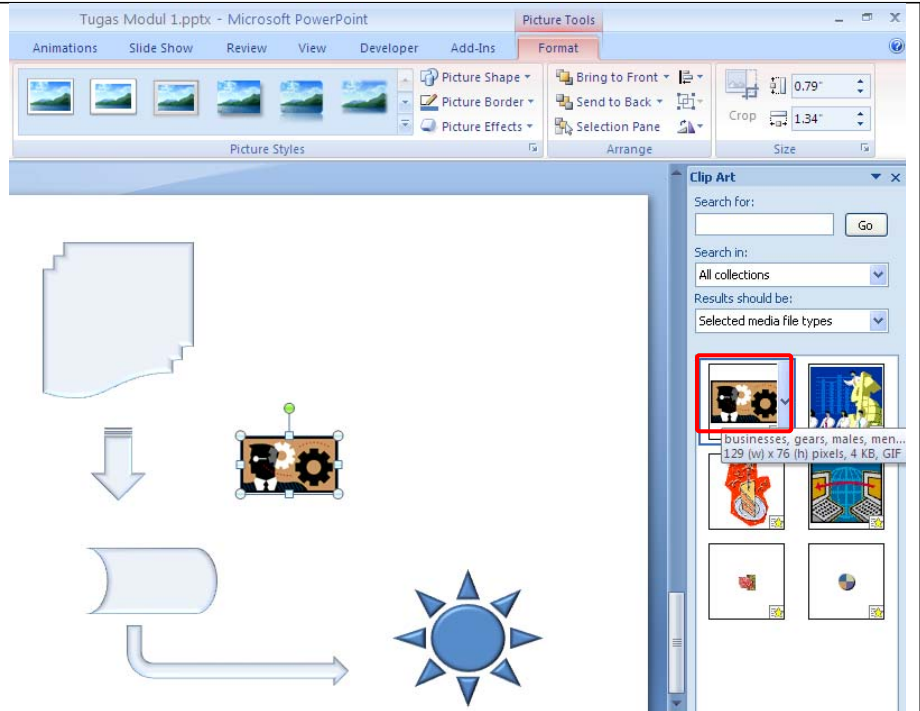 Tugas Modul 1.pptx - Microsoft PowerPoint
Picture Tools
Animations Slide Show Review View Developer Add-Ins Format
Picture Shape
Picture Border
Picture Effects
Picture Styles
Bring to Front
Send to Back
Selection Pane
Arrange
Crop
0.79"
1.34"
Size
Clip Art
Search for:
Go
Search in:
All collections
Results should be:
Selected media file types
businesses, gears, males, men...
129 (w) x 76 (h) pixels, 4 KB, GIF